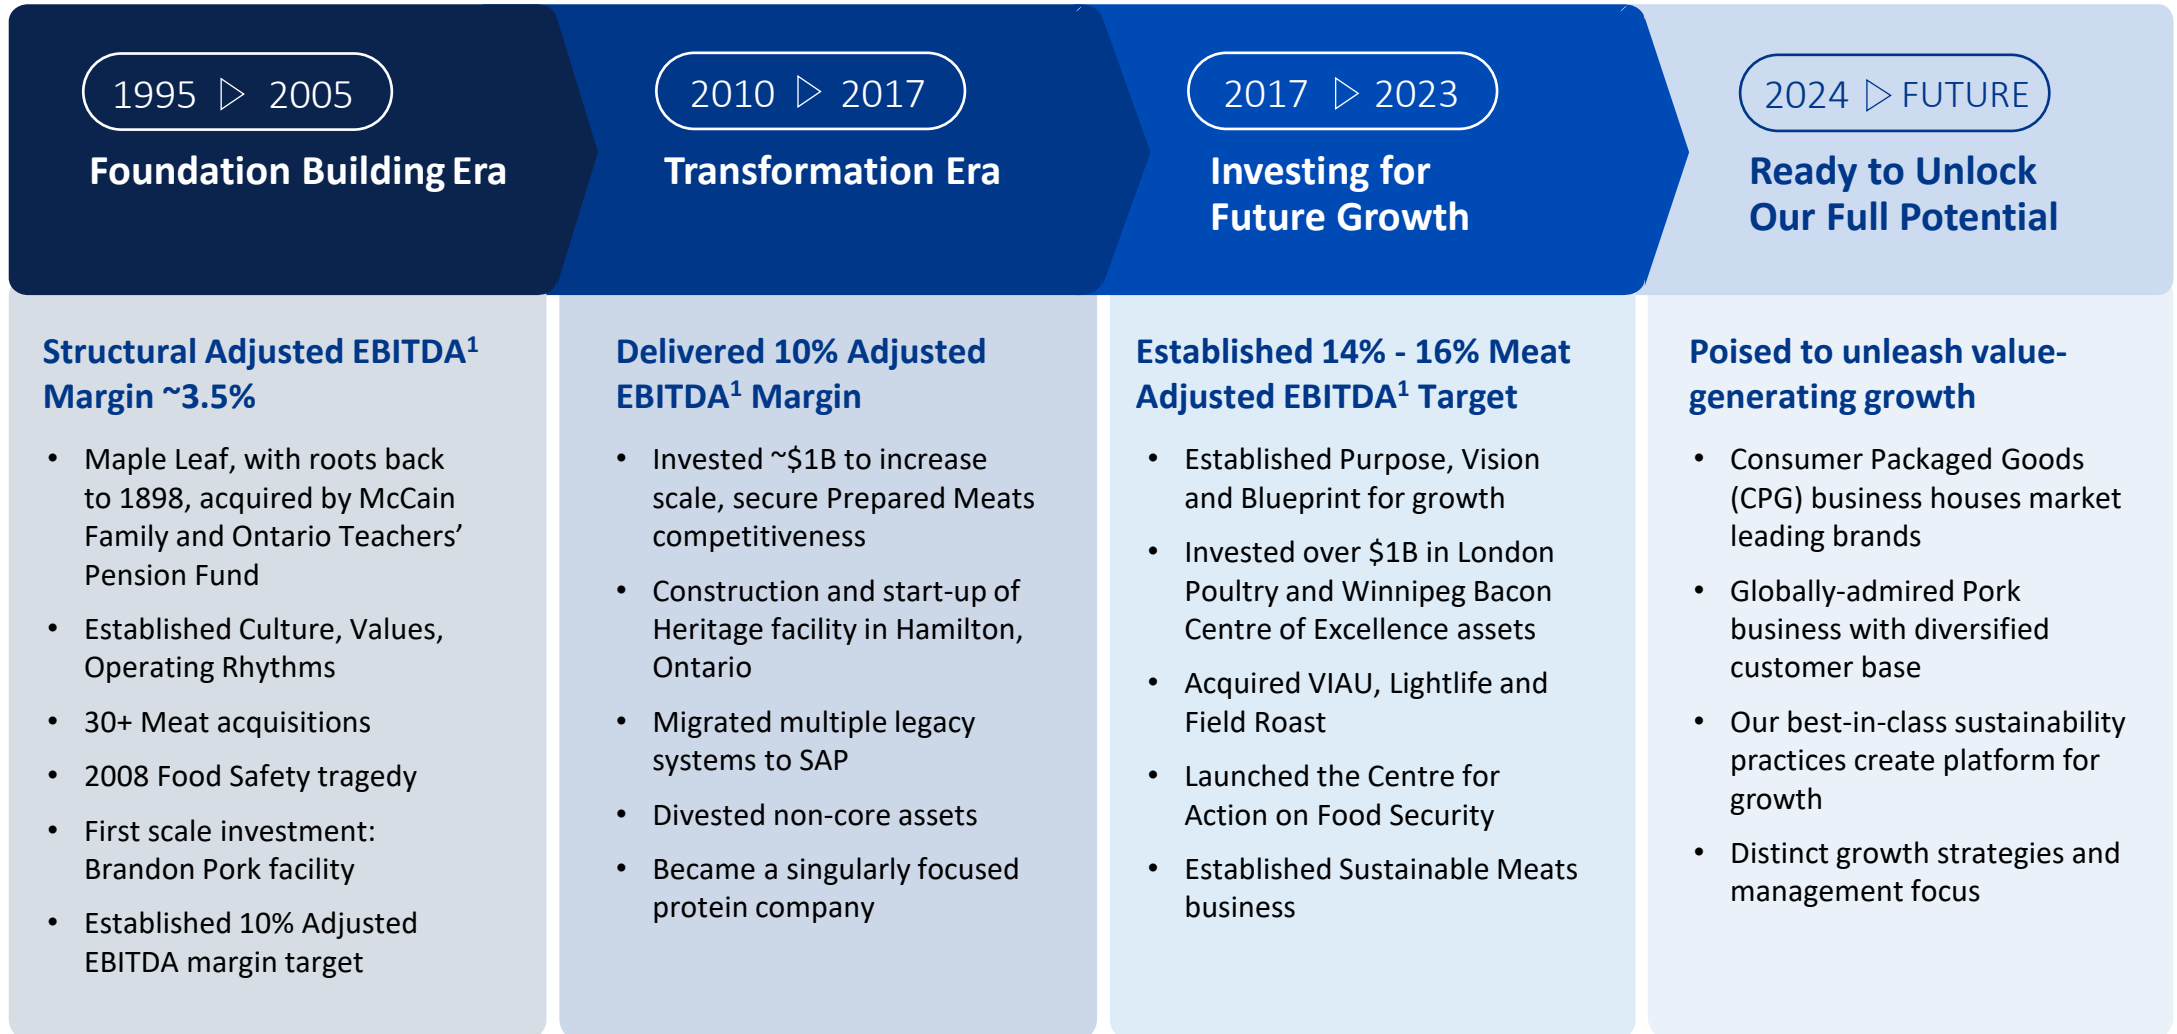 1995 ▷ 2005
Foundation Building Era
Structural Adjusted EBITDA¹
Margin ~3.5%
• Maple Leaf, with roots back
to 1898, acquired by McCain
Family and Ontario Teachers’
Pension Fund
• Established Culture, Values,
Operating Rhythms
• 30+ Meat acquisitions
• 2008 Food Safety tragedy
• First scale investment:
Brandon Pork facility
• Established 10% Adjusted
EBITDA margin target
2010 ▷ 2017
Transformation Era
Delivered 10% Adjusted
EBITDA¹ Margin
• Invested ~$1B to increase
scale, secure Prepared Meats
competitiveness
• Construction and start-up of
Heritage facility in Hamilton,
Ontario
• Migrated multiple legacy
systems to SAP
• Divested non-core assets
• Became a singularly focused
protein company
2017 ▷ 2023
Investing for
Future Growth
Established 14% - 16% Meat
Adjusted EBITDA¹ Target
• Established Purpose, Vision
and Blueprint for growth
• Invested over $1B in London
Poultry and Winnipeg Bacon
Centre of Excellence assets
• Acquired VIAU, Lightlife and
Field Roast
• Launched the Centre for
Action on Food Security
• Established Sustainable Meats
business
2024 ▷ FUTURE
Ready to Unlock
Our Full Potential
Poised to unleash value-
generating growth
• Consumer Packaged Goods
(CPG) business houses market
leading brands
• Globally-admired Pork
business with diversified
customer base
• Our best-in-class sustainability
practices create platform for
growth
• Distinct growth strategies and
management focus